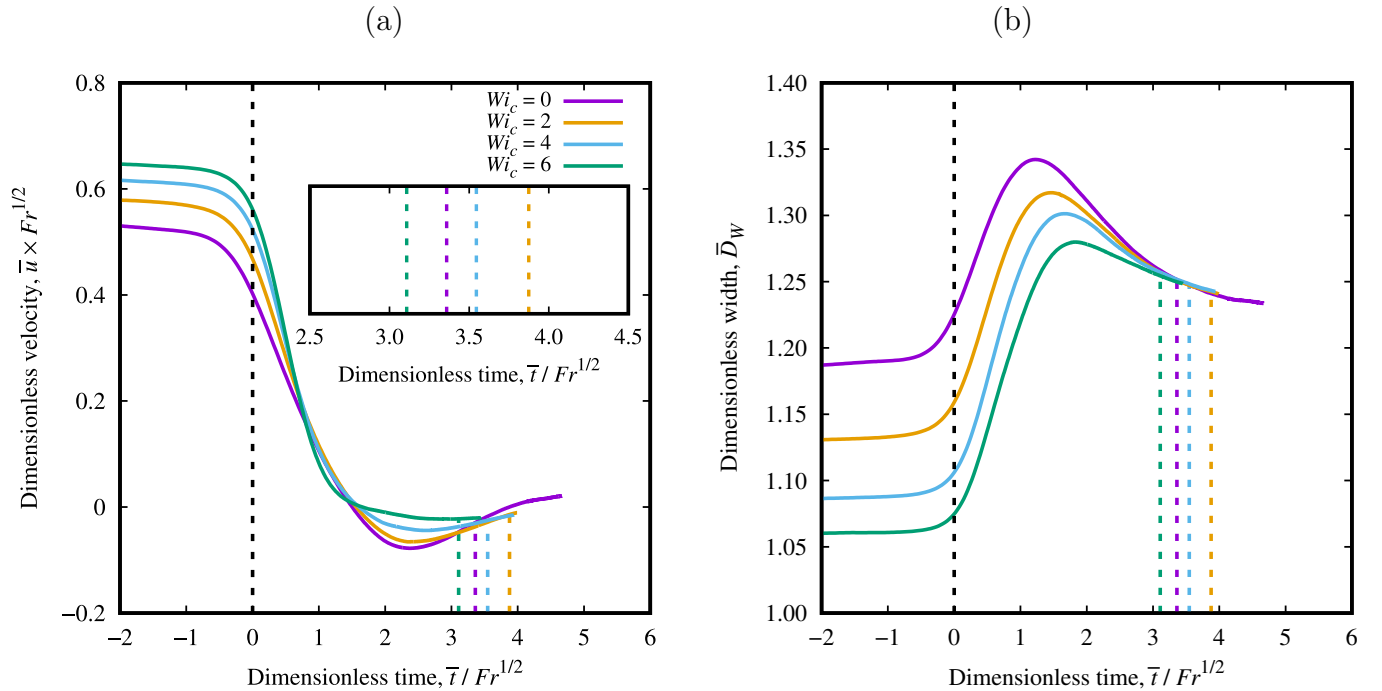 (a)
(b)
Dimensionless velocity, u̅ × Fr^1/2
0.8
0.6
0.4
0.2
0
−0.2
Wi_c = 0
Wi_c = 2
Wi_c = 4
Wi_c = 6
2.5 3.0 3.5 4.0 4.5
Dimensionless time, t̅ / Fr^1/2
−2 −1 0 1 2 3 4 5 6
Dimensionless time, t̅ / Fr^1/2
Dimensionless width, D̅_W
1.40
1.35
1.30
1.25
1.20
1.15
1.10
1.05
1.00
−2 −1 0 1 2 3 4 5 6
Dimensionless time, t̅ / Fr^1/2